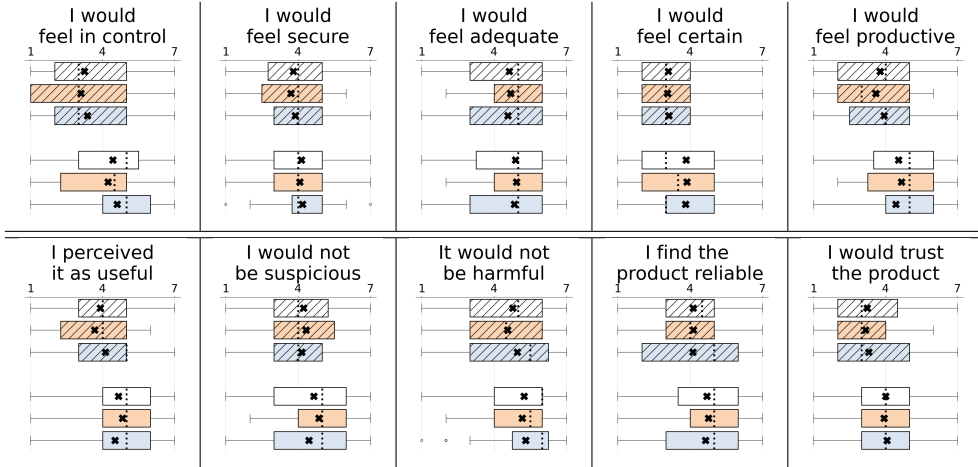 I would
feel in control
1 4 7
I would
feel secure
1 4 7
I would
feel adequate
1 4 7
I would
feel certain
1 4 7
I would
feel productive
1 4 7
I perceived
it as useful
1 4 7
I would not
be suspicious
1 4 7
It would not
be harmful
1 4 7
I find the
product reliable
1 4 7
I would trust
the product
1 4 7